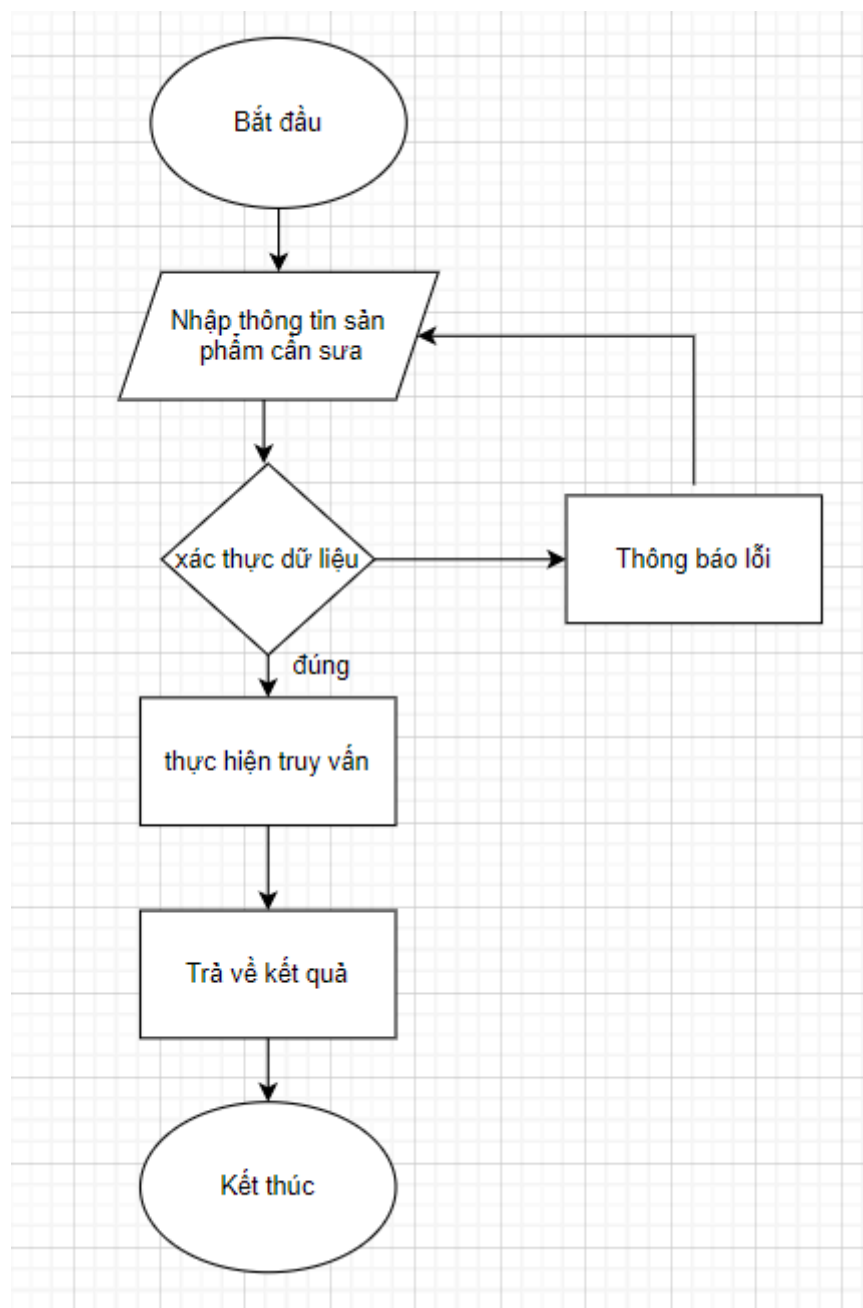 Bắt đầu
Nhập thông tin sản
phẩm cần sưa
xác thực dữ liệu
Thông báo lỗi
đúng
thực hiện truy vấn
Trả về kết quả
Kết thúc